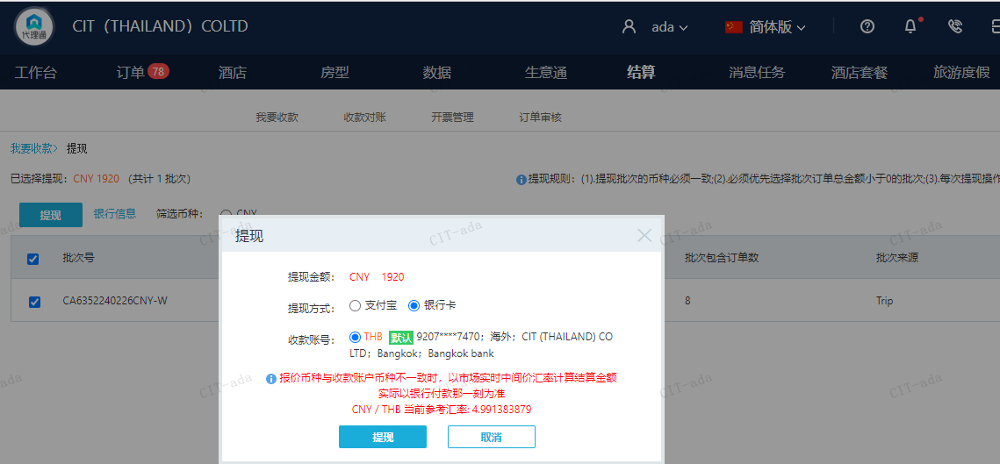 代理通
CIT（THAILAND）COLTD
ada
简体版
工作台
订单 78
酒店
房型
数据
生意通
结算
消息任务
酒店套餐
旅游度假
我要收款
收款对账
开票管理
订单审核
我要收款> 提现
已选择提现：CNY 1920 （共计 1 批次）
提现规则：(1).提现批次的币种必须一致;(2).必须优先选择批次订单总金额小于0的批次;(3).每次提现操作
提现
银行信息
筛选币种：
CNY
批次号
批次包含订单数
批次来源
CA6352240226CNY-W
8
Trip
提现
提现金额： CNY 1920
提现方式： 支付宝 银行卡
收款账号： THB 默认 9207****7470；海外；CIT (THAILAND) CO
LTD；Bangkok；Bangkok bank
报价币种与收款账户币种不一致时，以市场实时中间价汇率计算结算金额
实际以银行付款那一刻为准
CNY / THB 当前参考汇率: 4.991383879
提现
取消
CIT-ada
CIT-ada
CIT-ada
CIT-ada
CIT-ada
CIT-ada
CIT-ada